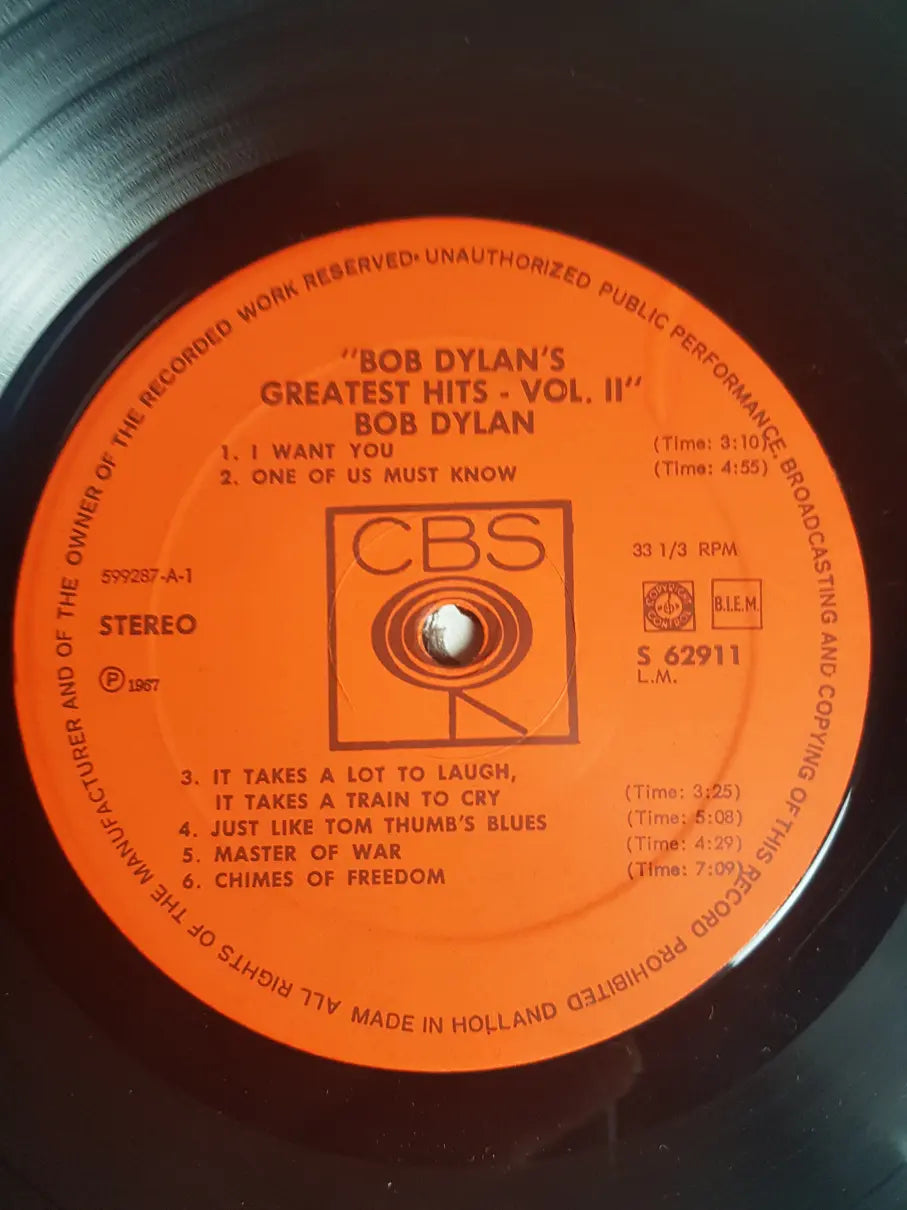 ALL RIGHTS OF THE MANUFACTURER AND OF THE OWNER OF THE RECORDED WORK RESERVED • UNAUTHORIZED PUBLIC PERFORMANCE, BROADCASTING AND COPYING OF THIS RECORD PROHIBITED
"BOB DYLAN'S
GREATEST HITS - VOL. II"
BOB DYLAN
1. I WANT YOU (Time: 3:10)
2. ONE OF US MUST KNOW (Time: 4:55)
CBS
33 1/3 RPM
599287-A-1
COPYRIGHT CONTROL
B.I.E.M.
STEREO
S 62911
L.M.
℗ 1967
3. IT TAKES A LOT TO LAUGH,
IT TAKES A TRAIN TO CRY (Time: 3:25)
4. JUST LIKE TOM THUMB'S BLUES (Time: 5:08)
5. MASTER OF WAR (Time: 4:29)
6. CHIMES OF FREEDOM (Time: 7:09)
MADE IN HOLLAND